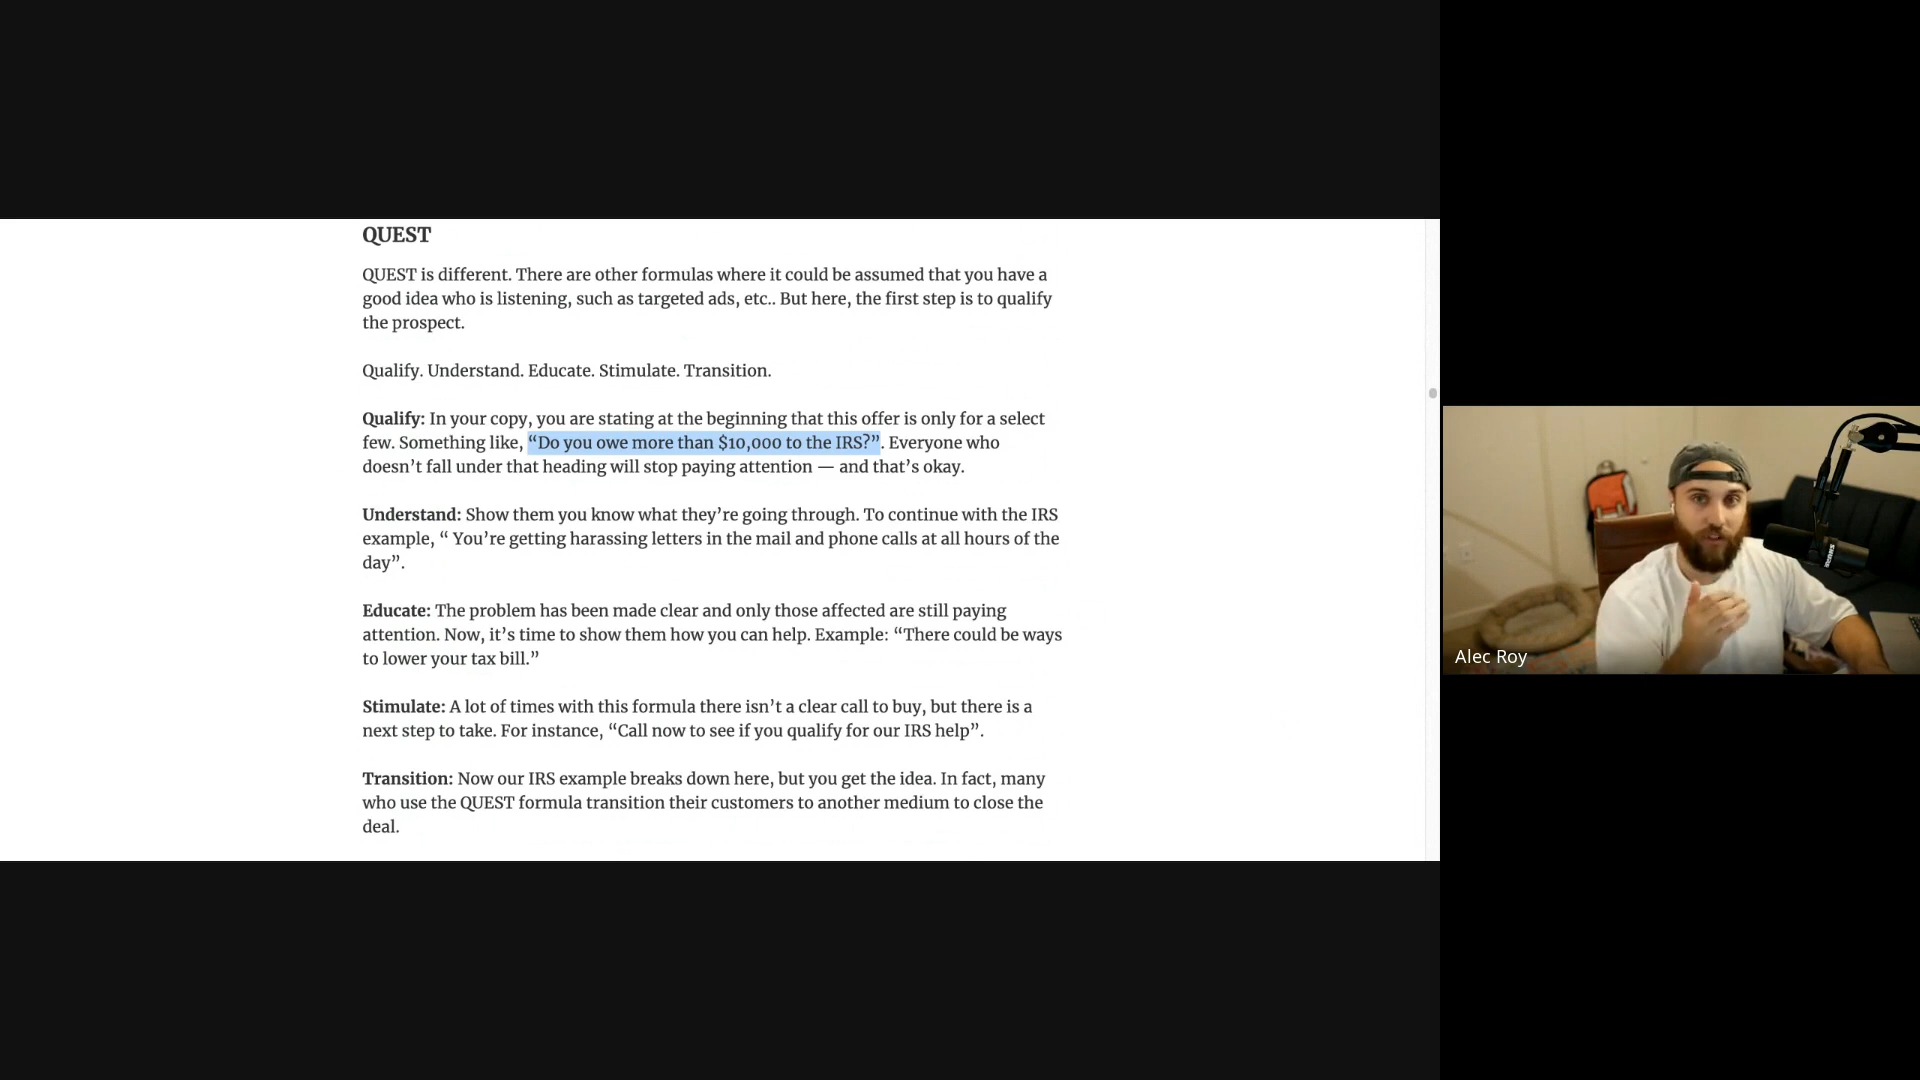 QUEST
QUEST is different. There are other formulas where it could be assumed that you have a
good idea who is listening, such as targeted ads, etc.. But here, the first step is to qualify
the prospect.
Qualify. Understand. Educate. Stimulate. Transition.
Qualify: In your copy, you are stating at the beginning that this offer is only for a select
few. Something like, “Do you owe more than $10,000 to the IRS?”. Everyone who
doesn’t fall under that heading will stop paying attention — and that’s okay.
Understand: Show them you know what they’re going through. To continue with the IRS
example, “ You’re getting harassing letters in the mail and phone calls at all hours of the
day”.
Educate: The problem has been made clear and only those affected are still paying
attention. Now, it’s time to show them how you can help. Example: “There could be ways
to lower your tax bill.”
Stimulate: A lot of times with this formula there isn’t a clear call to buy, but there is a
next step to take. For instance, “Call now to see if you qualify for our IRS help”.
Transition: Now our IRS example breaks down here, but you get the idea. In fact, many
who use the QUEST formula transition their customers to another medium to close the
deal.
Alec Roy
SHURE